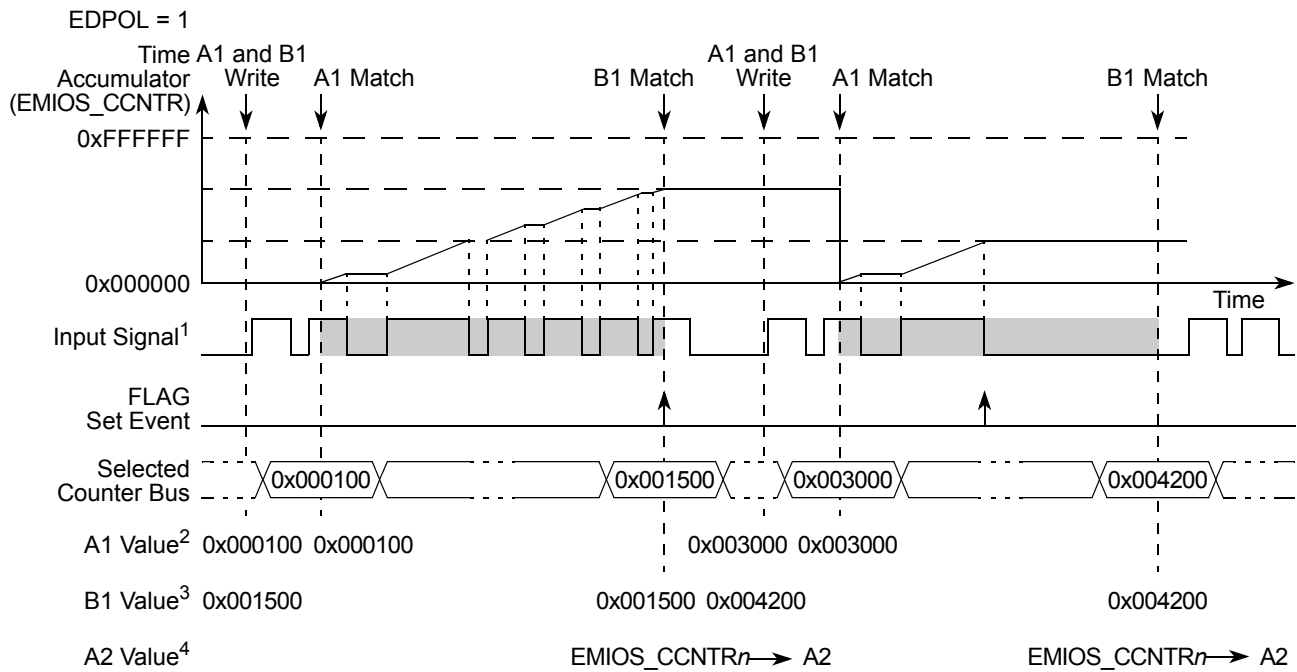 EDPOL = 1
Time A1 and B1 A1 and B1
Accumulator Write A1 Match B1 Match Write A1 Match B1 Match
(EMIOS_CCNTR)
0xFFFFFF
0x000000
Time
Input Signal1
FLAG
Set Event
Selected
Counter Bus 0x000100 0x001500 0x003000 0x004200
A1 Value2 0x000100 0x000100 0x003000 0x003000
B1 Value3 0x001500 0x001500 0x004200 0x004200
A2 Value4 EMIOS_CCNTRn A2 EMIOS_CCNTRn A2